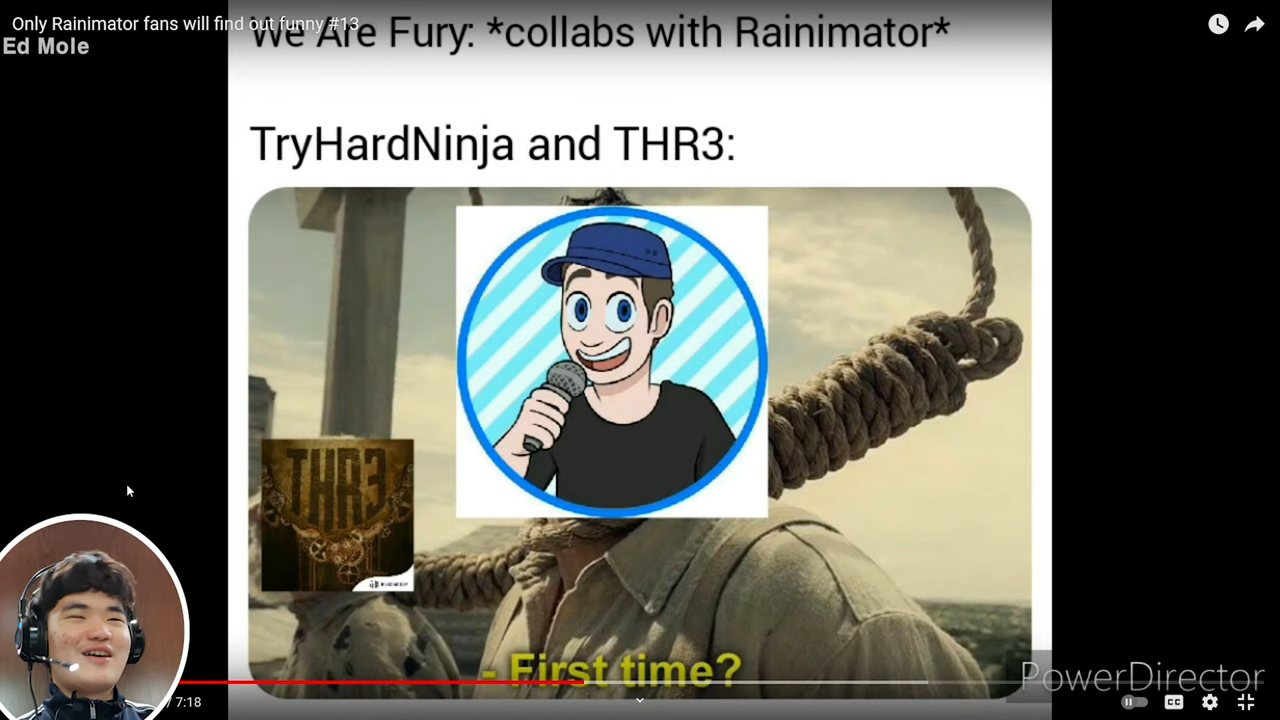 Only Rainimator fans will find out funny #13
Ed Mole
We Are Fury: *collabs with Rainimator*
TryHardNinja and THR3:
THR3
- First time?
PowerDirector
/ 7:18
CC